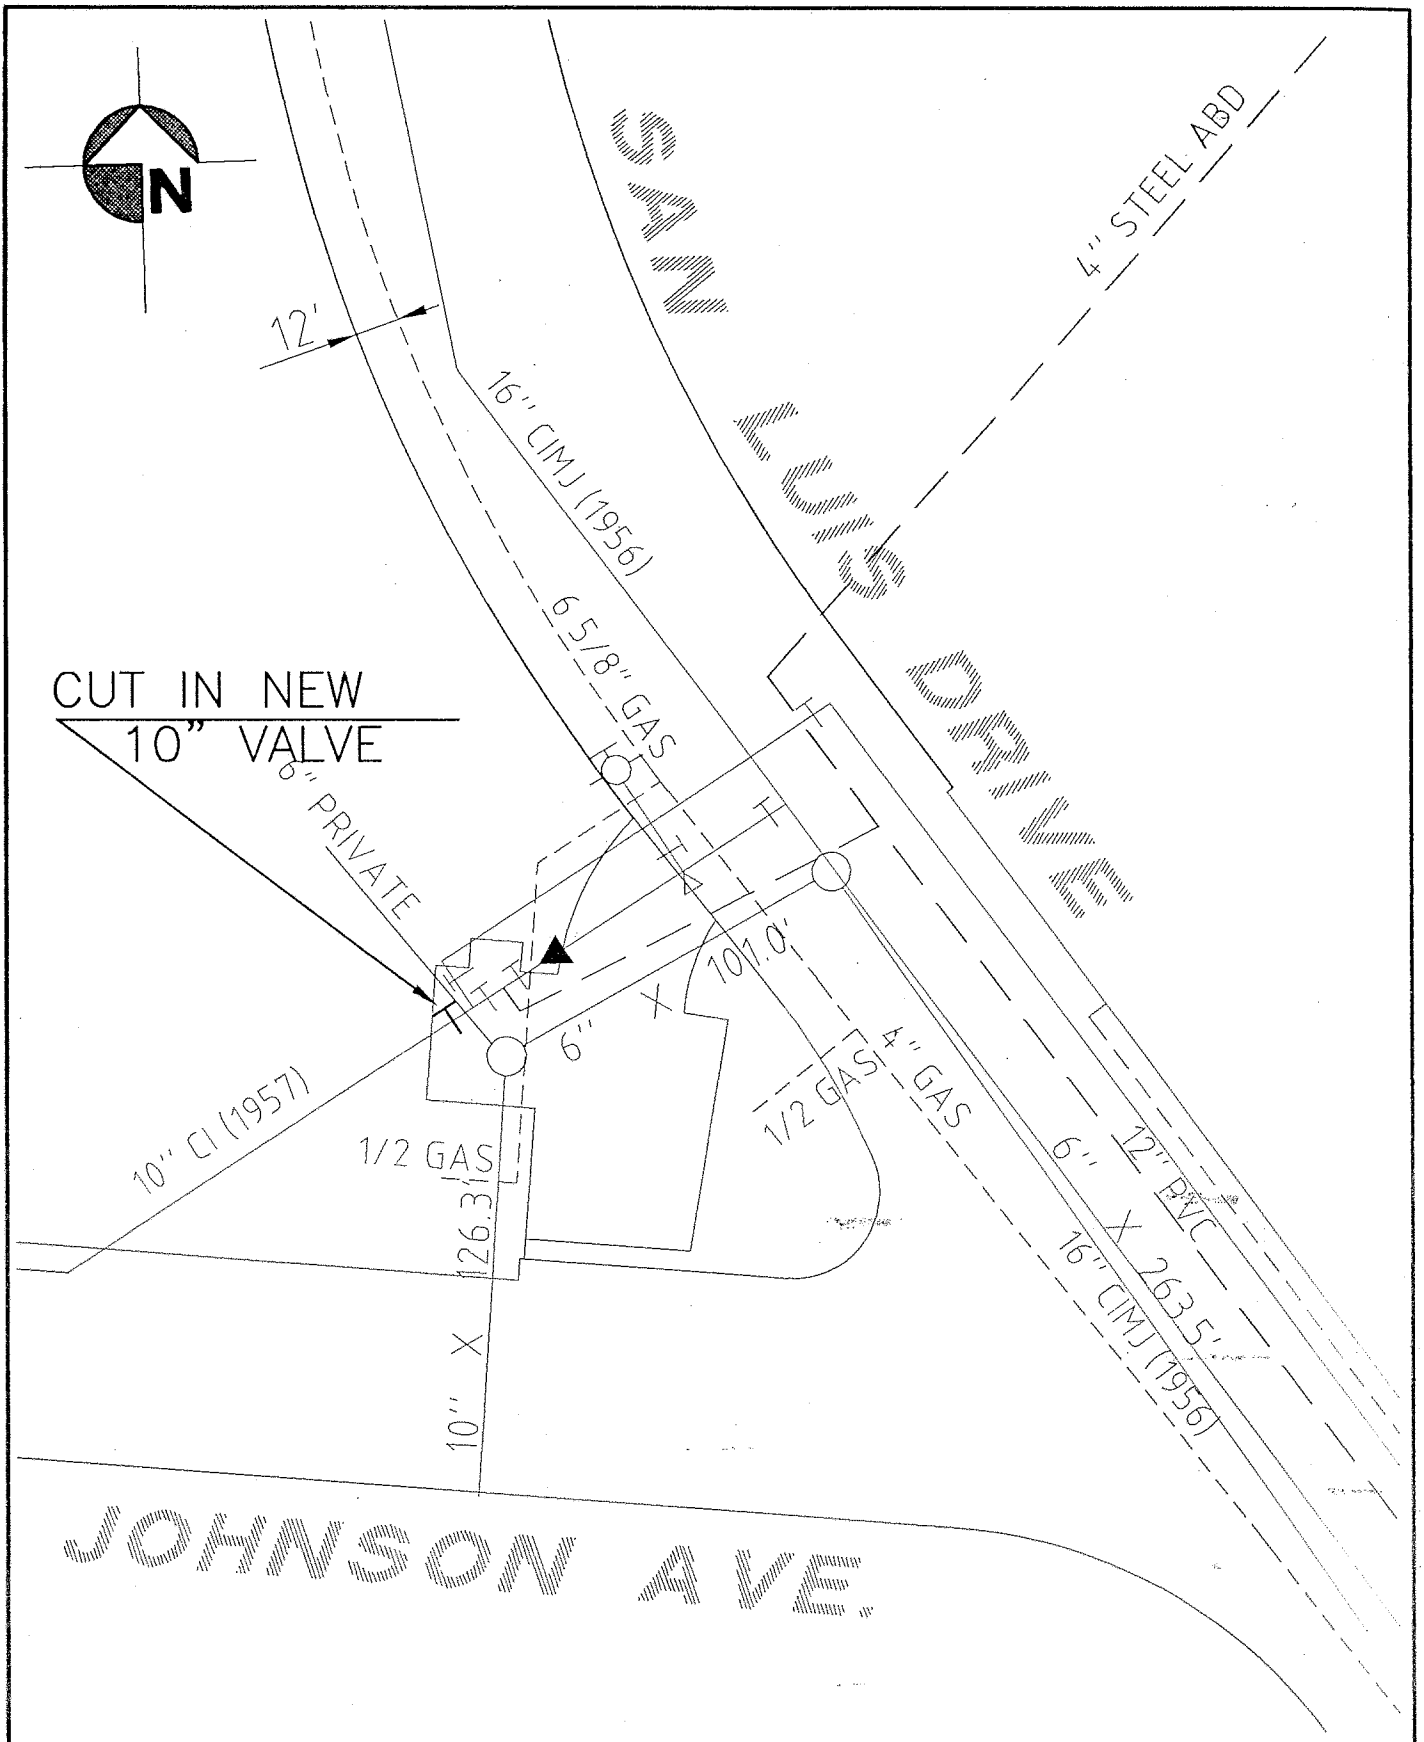 N
SAN LUIS DRIVE
4" STEEL ABD
12'
16" CIMJ (1956)
6 5/8" GAS
CUT IN NEW
10" VALVE
6" PRIVATE
101.0'
6" X
10" CI (1957)
1/2 GAS
1/2 GAS
4" GAS
126.3'
10" X
6" X 263.5'
12" PVC
16" CIMJ (1956)
JOHNSON AVE.